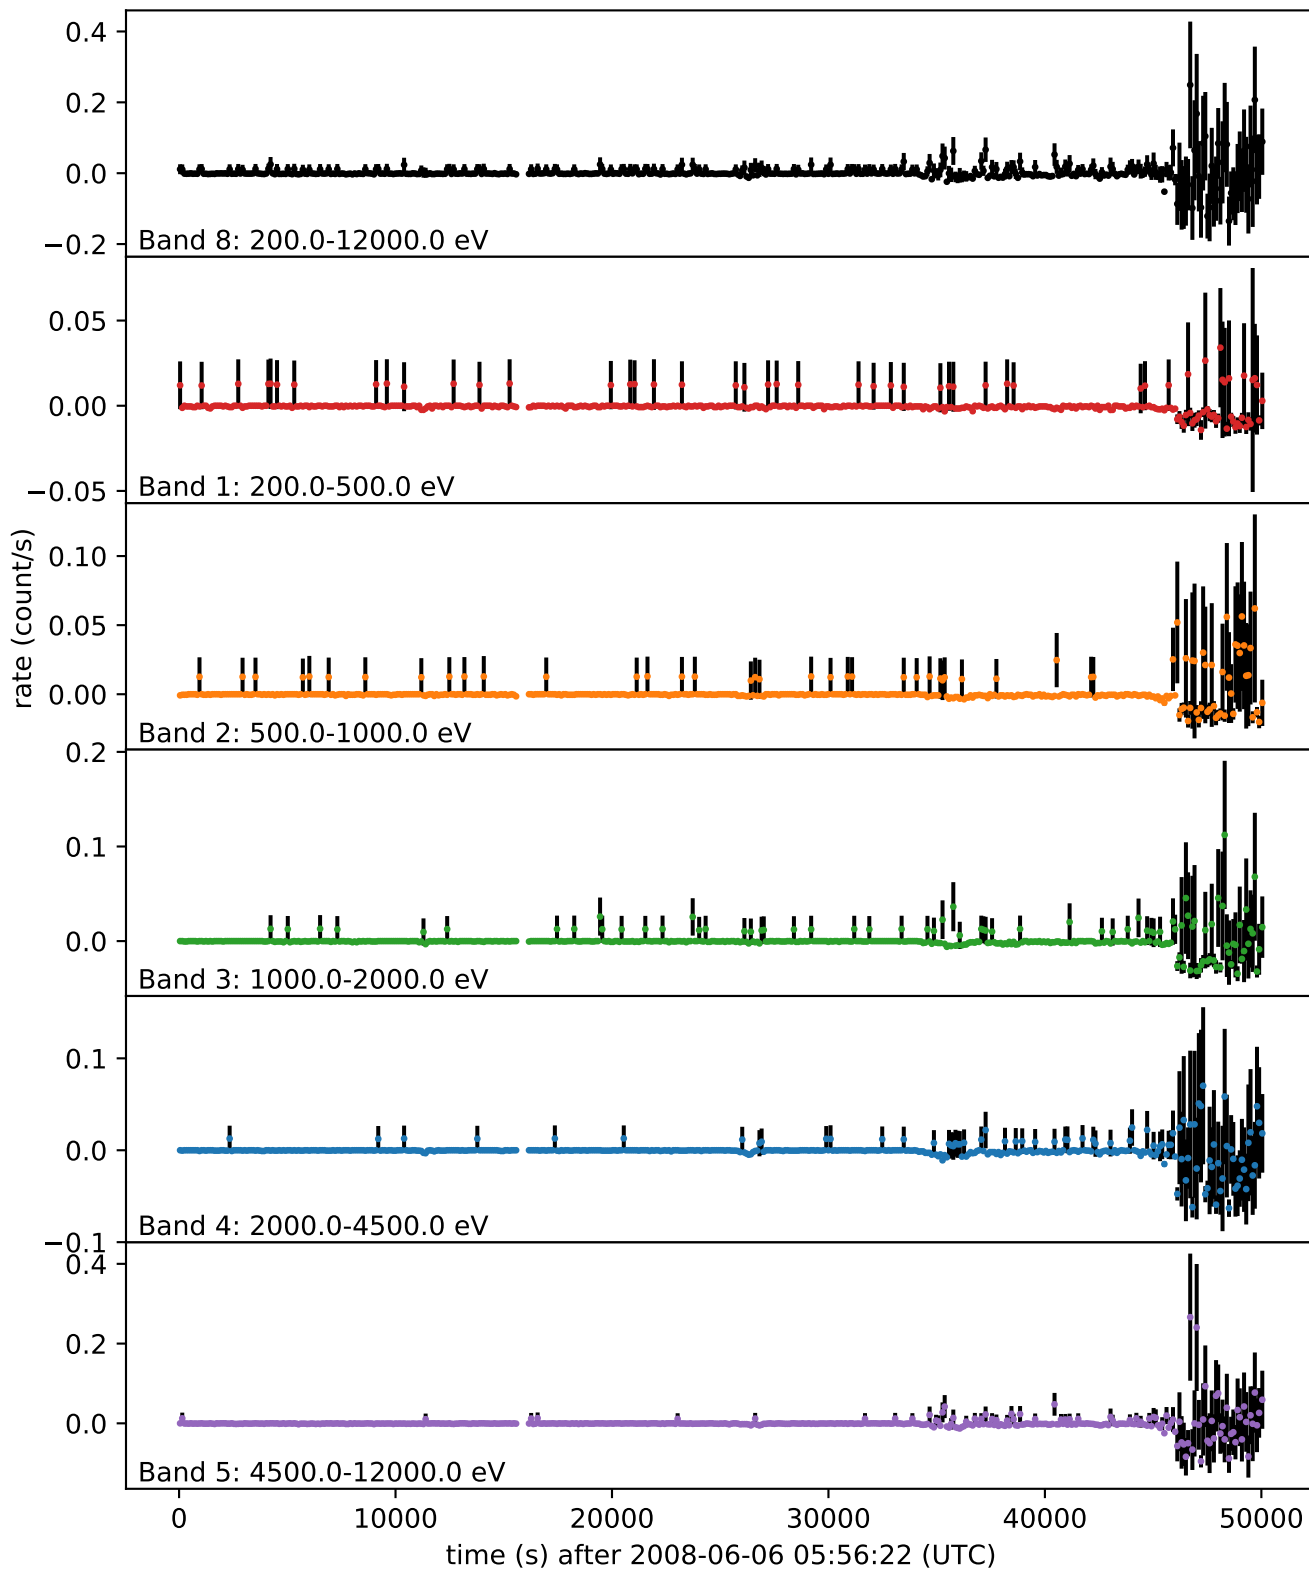 0.4
0.2
0.0
−0.2
Band 8: 200.0-12000.0 eV
0.05
0.00
−0.05
Band 1: 200.0-500.0 eV
rate (count/s)
0.10
0.05
0.00
Band 2: 500.0-1000.0 eV
0.2
0.1
0.0
Band 3: 1000.0-2000.0 eV
0.1
0.0
−0.1
Band 4: 2000.0-4500.0 eV
0.4
0.2
0.0
Band 5: 4500.0-12000.0 eV
0 10000 20000 30000 40000 50000
time (s) after 2008-06-06 05:56:22 (UTC)